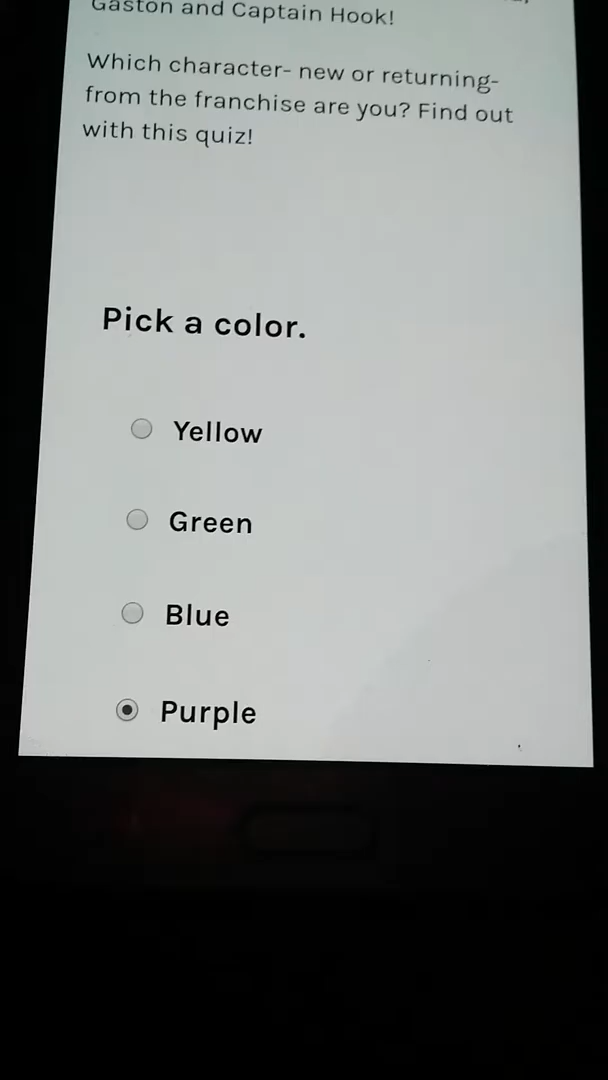 Gaston and Captain Hook!
Which character- new or returning-
from the franchise are you? Find out
with this quiz!
Pick a color.
Yellow
Green
Blue
Purple